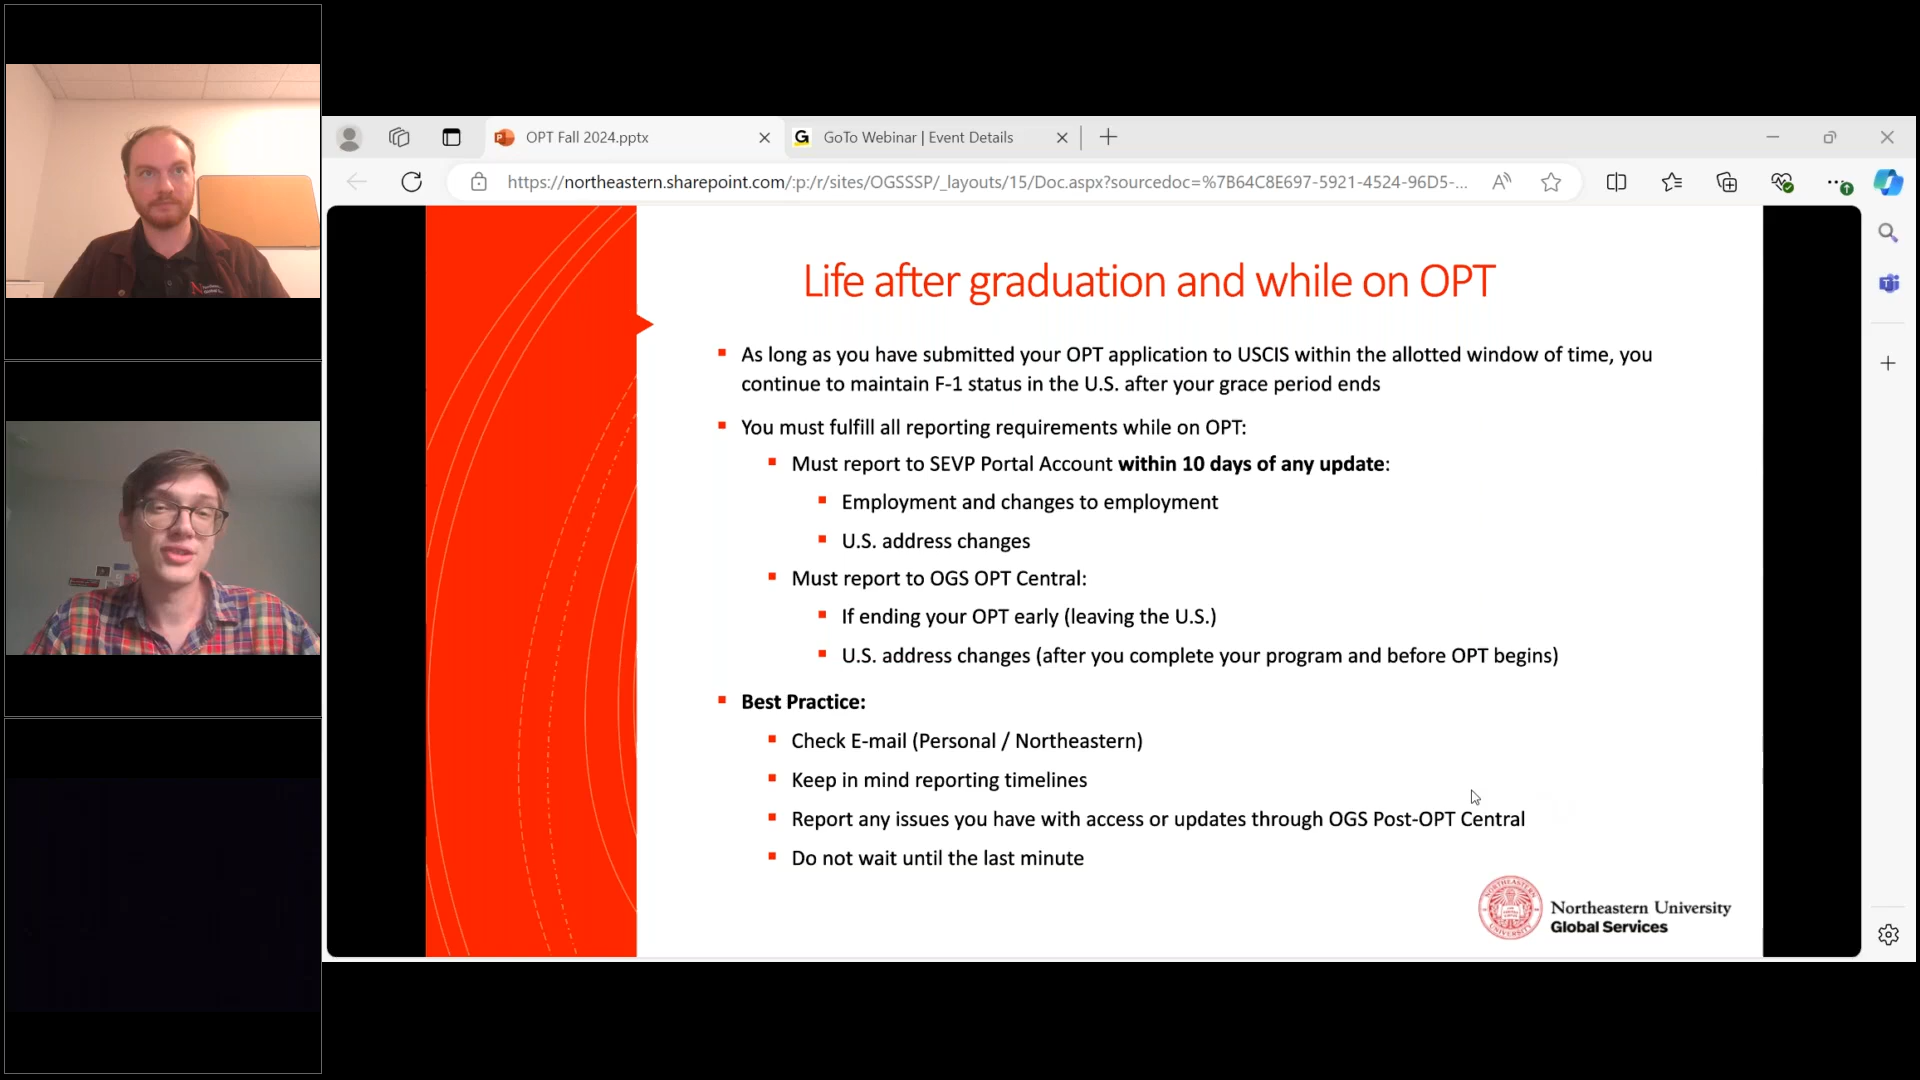 OPT Fall 2024.pptx
GoTo Webinar | Event Details
https://northeastern.sharepoint.com/:p:/r/sites/OGSSSP/_layouts/15/Doc.aspx?sourcedoc=%7B64C8E697-5921-4524-96D5-...
Life after graduation and while on OPT
As long as you have submitted your OPT application to USCIS within the allotted window of time, you
continue to maintain F-1 status in the U.S. after your grace period ends
You must fulfill all reporting requirements while on OPT:
Must report to SEVP Portal Account within 10 days of any update:
Employment and changes to employment
U.S. address changes
Must report to OGS OPT Central:
If ending your OPT early (leaving the U.S.)
U.S. address changes (after you complete your program and before OPT begins)
Best Practice:
Check E-mail (Personal / Northeastern)
Keep in mind reporting timelines
Report any issues you have with access or updates through OGS Post-OPT Central
Do not wait until the last minute
Northeastern University
Global Services